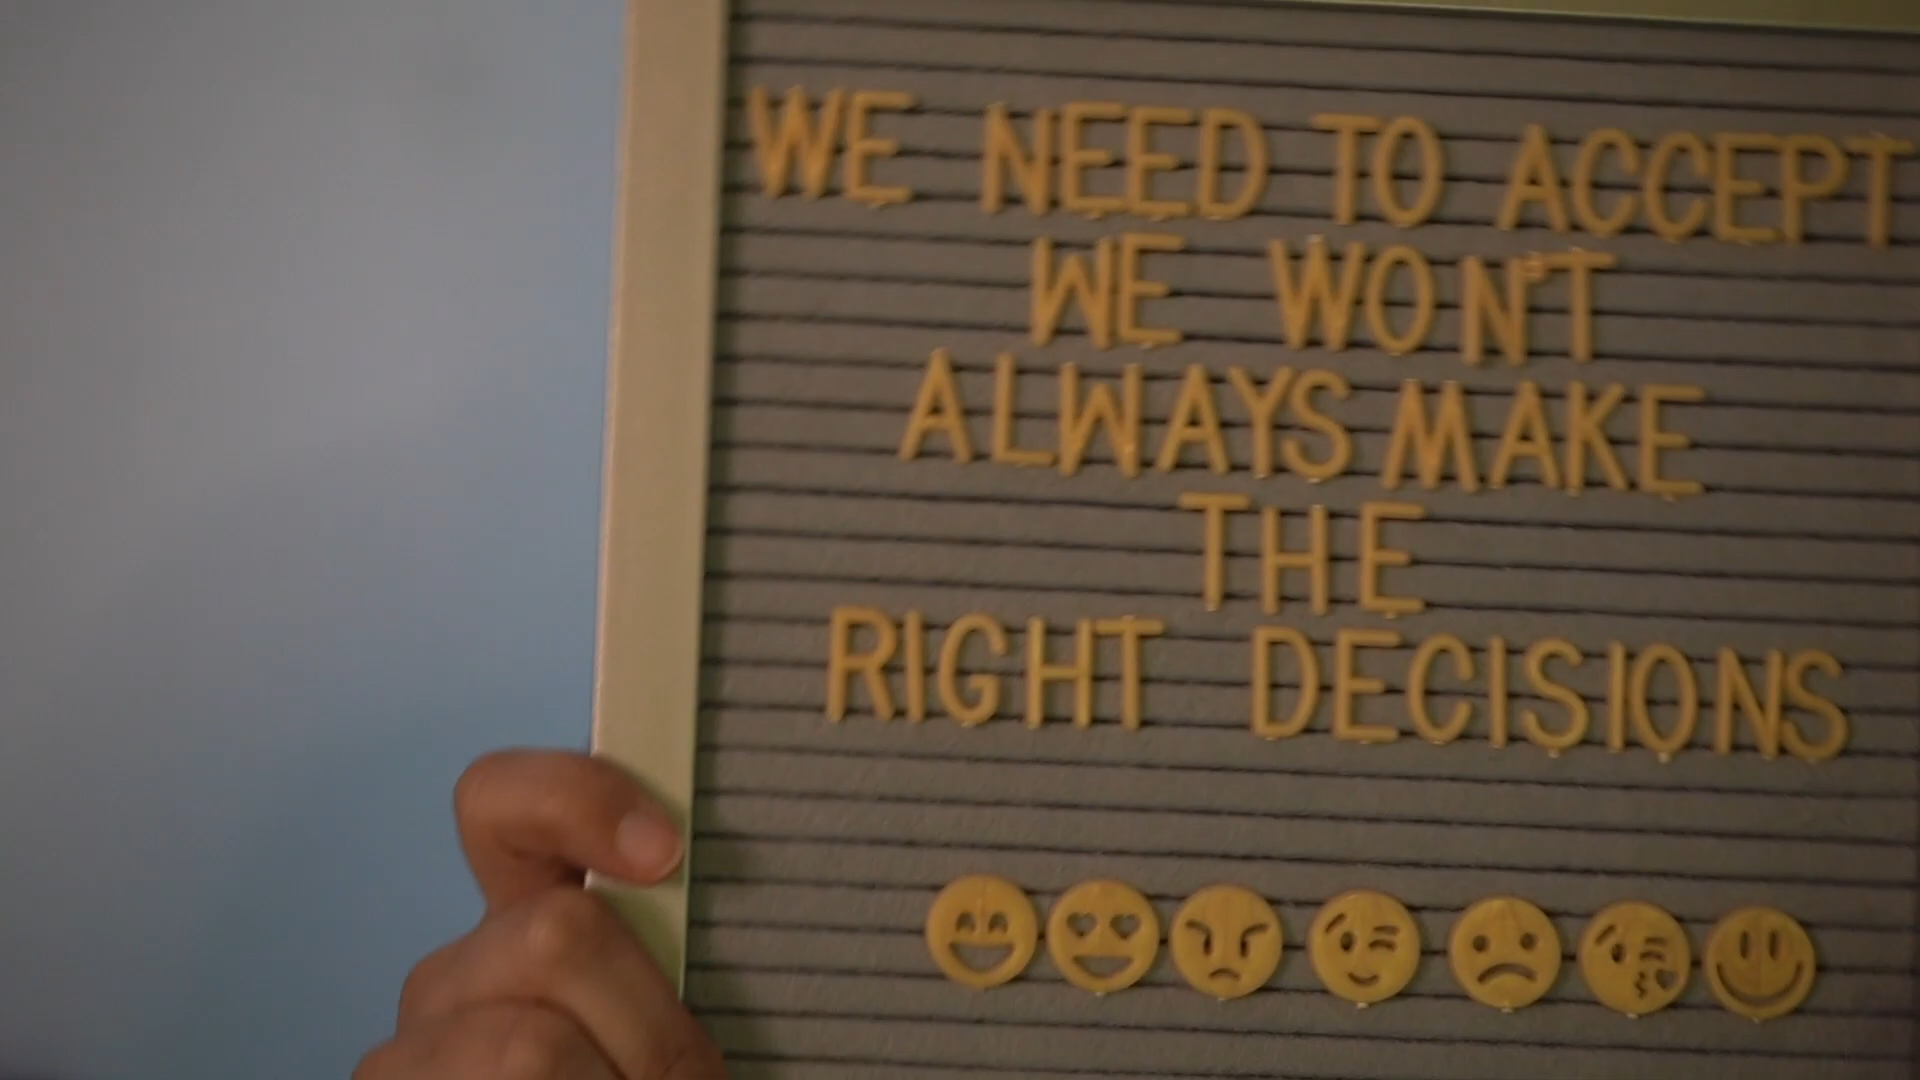 WE NEED TO ACCEPT
WE WON'T
ALWAYS MAKE
THE
RIGHT DECISIONS